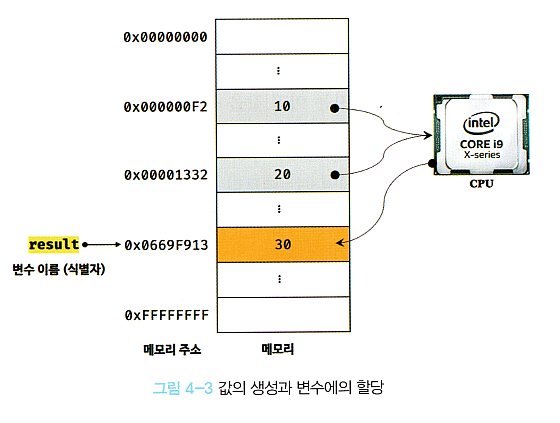 0x00000000
⋮
0x000000F2 10
⋮
0x00001332 20
⋮
result 0x0669F913 30
변수 이름 (식별자)
⋮
0xFFFFFFFF
메모리 주소 메모리
intel
CORE i9
X-series
CPU
그림 4-3 값의 생성과 변수에의 할당